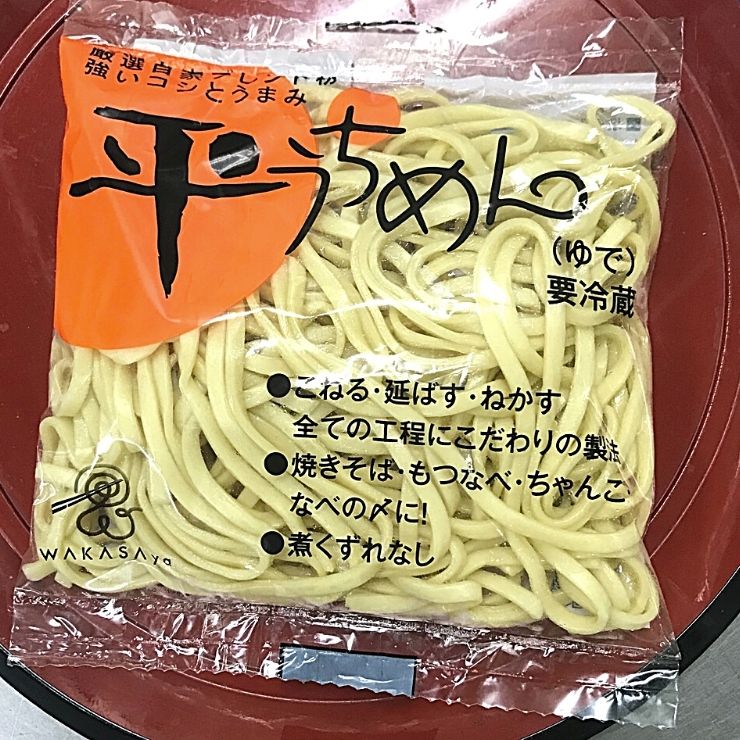 厳選自家ブレンド粉
強いコシとうまみ
平うちめん
(ゆで)
要冷蔵
●こねる・延ばす・ねかす
全ての工程にこだわりの製法
●焼きそば・もつなべ・ちゃんこ
なべの〆に!
●煮くずれなし
WAKASAya